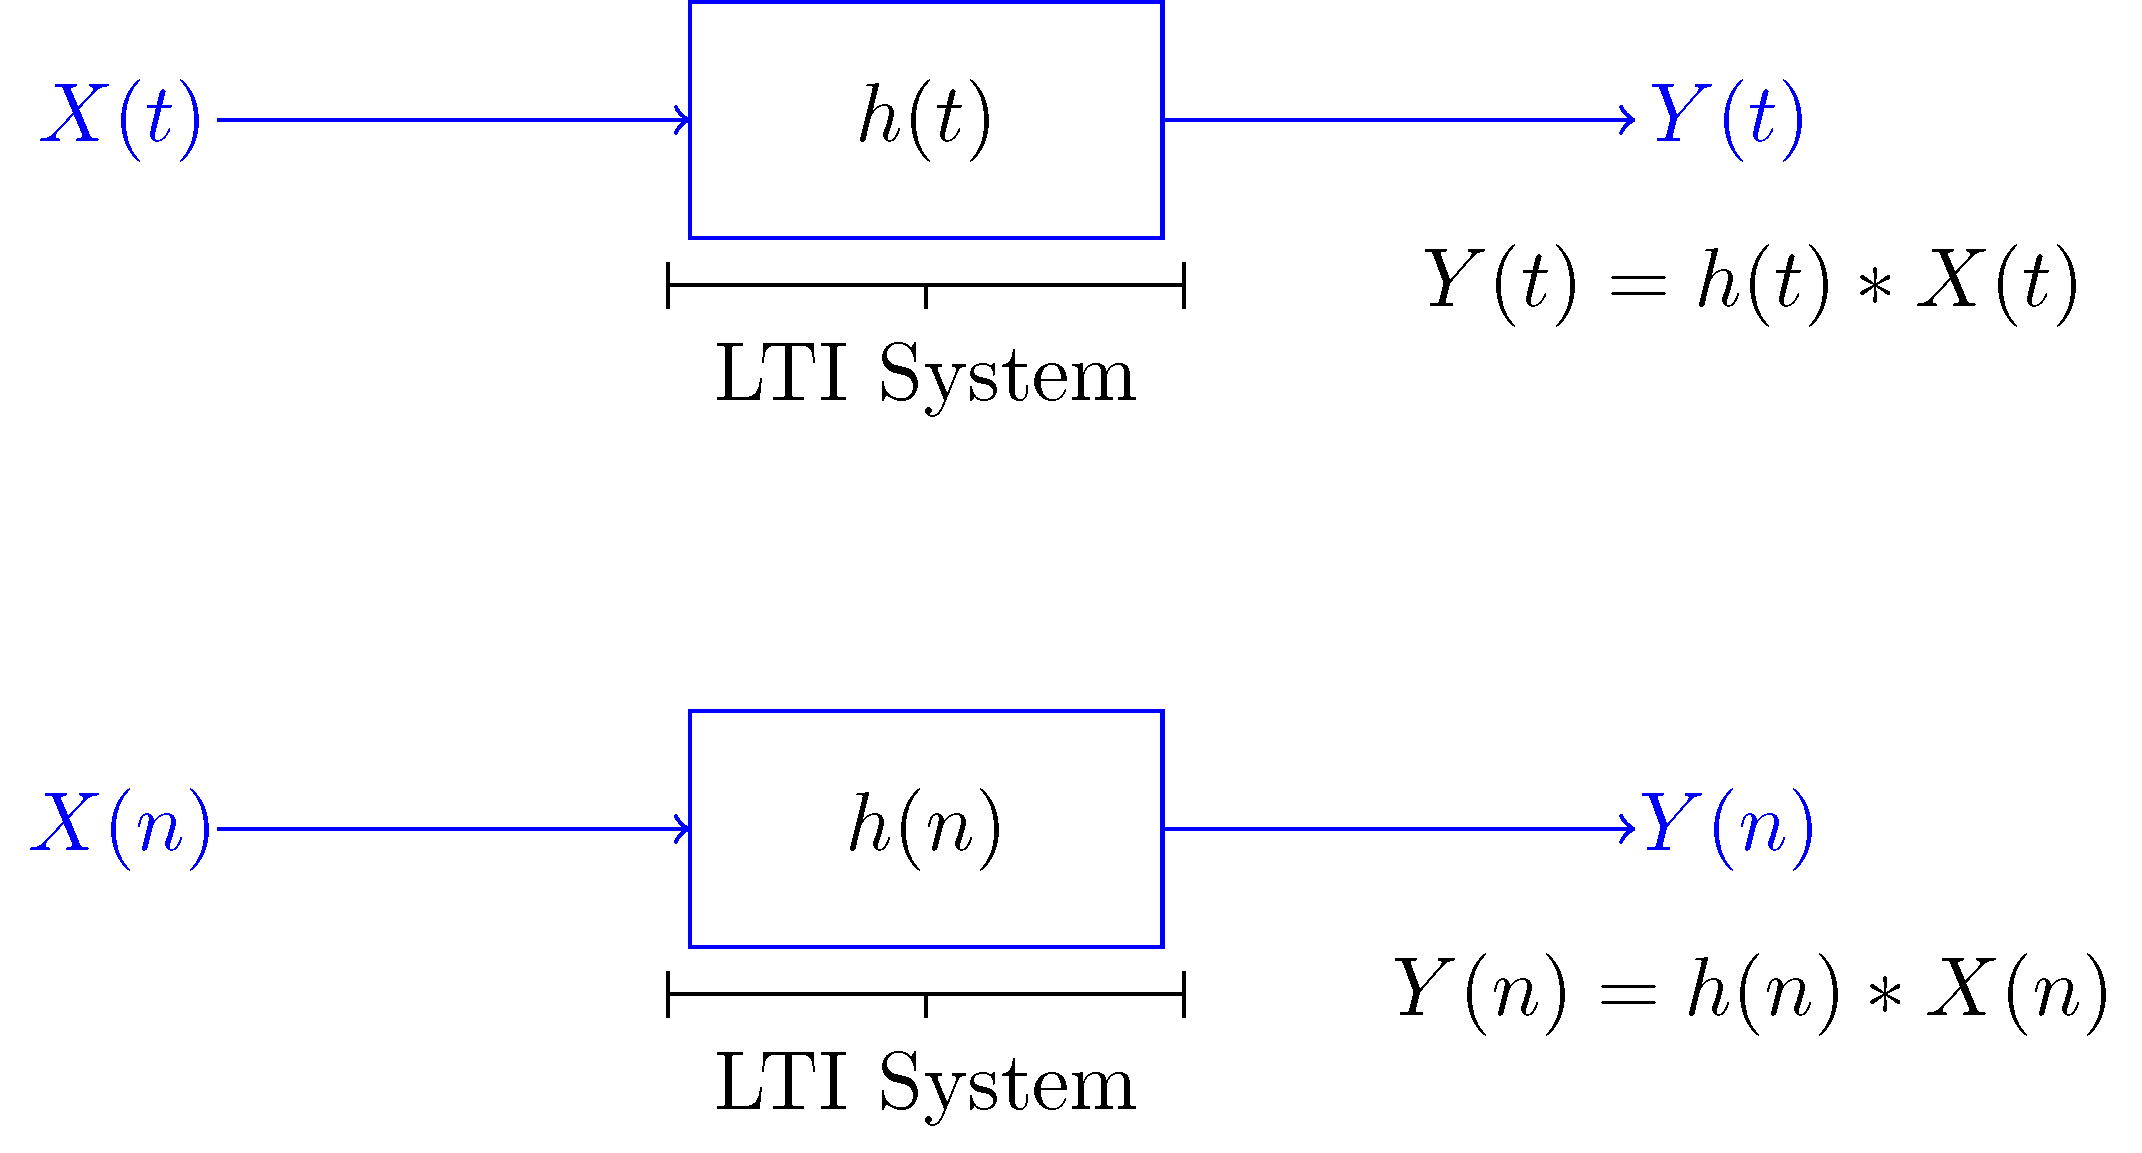 X(t) h(t) Y(t)
Y(t) = h(t) ∗ X(t)
LTI System
X(n) h(n) Y(n)
Y(n) = h(n) ∗ X(n)
LTI System